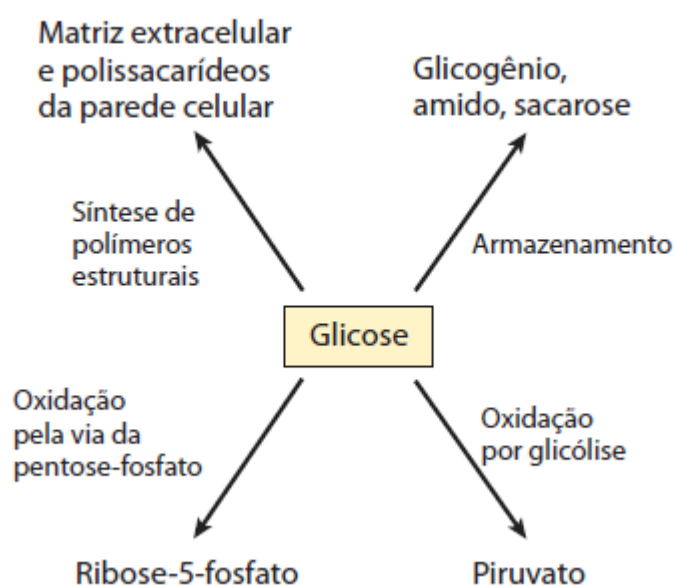 Matriz extracelular
e polissacarídeos
da parede celular
Glicogênio,
amido, sacarose
Síntese de
polímeros
estruturais
Armazenamento
Glicose
Oxidação
pela via da
pentose-fosfato
Oxidação
por glicólise
Ribose-5-fosfato
Piruvato